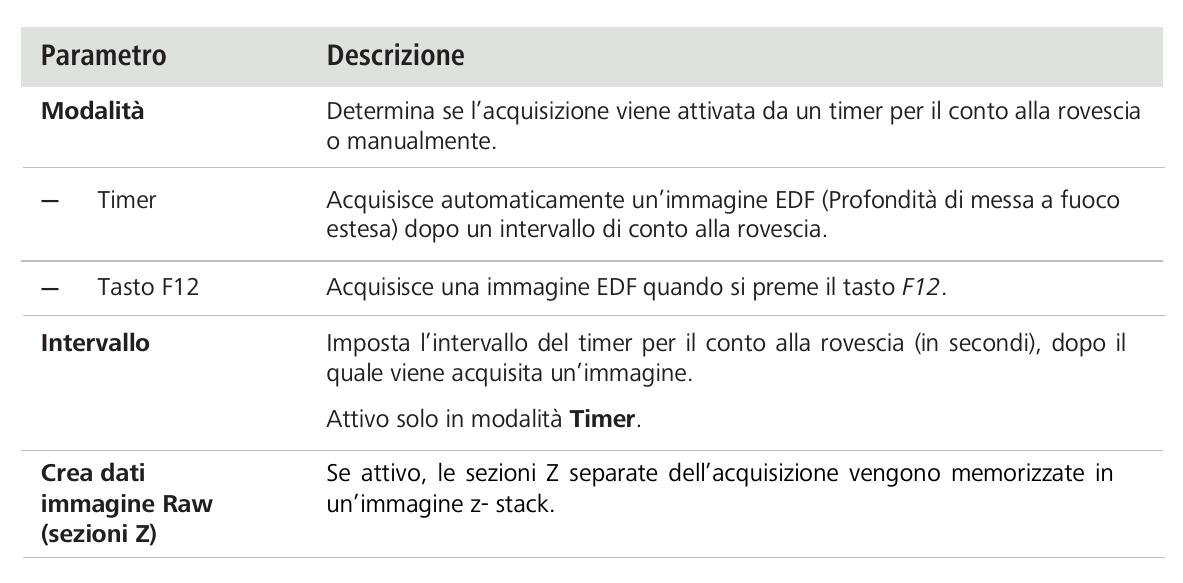 Parametro Descrizione
Modalità Determina se l’acquisizione viene attivata da un timer per il conto alla rovescia
o manualmente.
— Timer Acquisisce automaticamente un’immagine EDF (Profondità di messa a fuoco
estesa) dopo un intervallo di conto alla rovescia.
— Tasto F12 Acquisisce una immagine EDF quando si preme il tasto F12.
Intervallo Imposta l’intervallo del timer per il conto alla rovescia (in secondi), dopo il
quale viene acquisita un’immagine.
Attivo solo in modalità Timer.
Crea dati Se attivo, le sezioni Z separate dell’acquisizione vengono memorizzate in
immagine Raw un’immagine z- stack.
(sezioni Z)